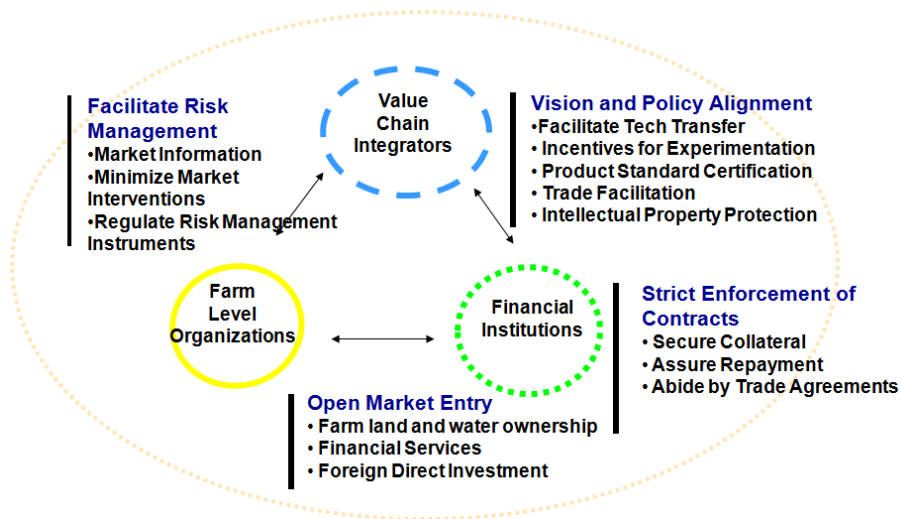 Facilitate Risk
Management
•Market Information
•Minimize Market
Interventions
•Regulate Risk Management
Instruments
Value
Chain
Integrators
Vision and Policy Alignment
•Facilitate Tech Transfer
• Incentives for Experimentation
• Product Standard Certification
• Trade Facilitation
• Intellectual Property Protection
Farm
Level
Organizations
Financial
Institutions
Strict Enforcement of
Contracts
• Secure Collateral
• Assure Repayment
• Abide by Trade Agreements
Open Market Entry
• Farm land and water ownership
• Financial Services
• Foreign Direct Investment